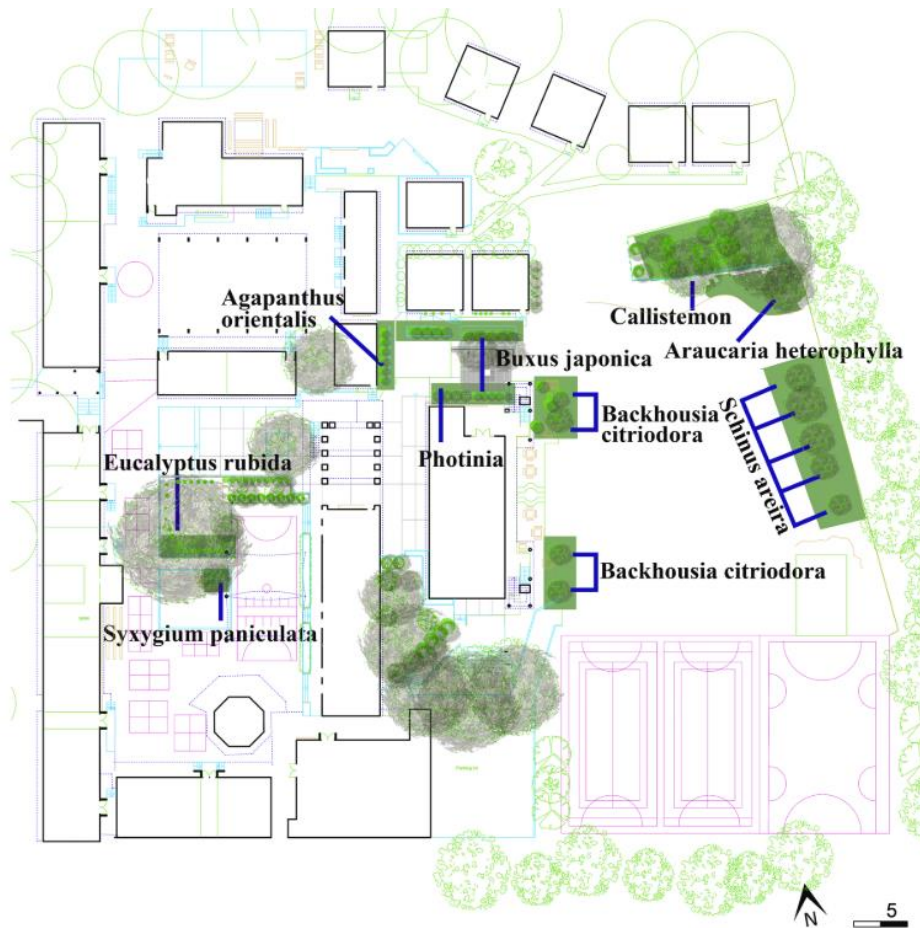 Agapanthus
orientalis
Callistemon
Araucaria heterophylla
Buxus japonica
Backhousia
citriodora
Photinia
Schinus areira
Eucalyptus rubida
Backhousia citriodora
Syxygium paniculata
N
5